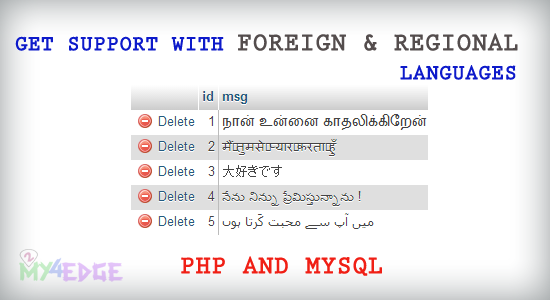 GET SUPPORT WITH FOREIGN & REGIONAL
LANGUAGES
id msg
Delete 1 நான் உன்னை காதலிக்கிறேன்
Delete 2 मैंतुमसेप्यारकरताहुँ
Delete 3 大好きです
Delete 4 నేను నిన్ను ప్రేమిస్తున్నాను !
Delete 5 میں آپ سے محبت کرتا ہوں
2
MY4EDGE
PHP AND MYSQL